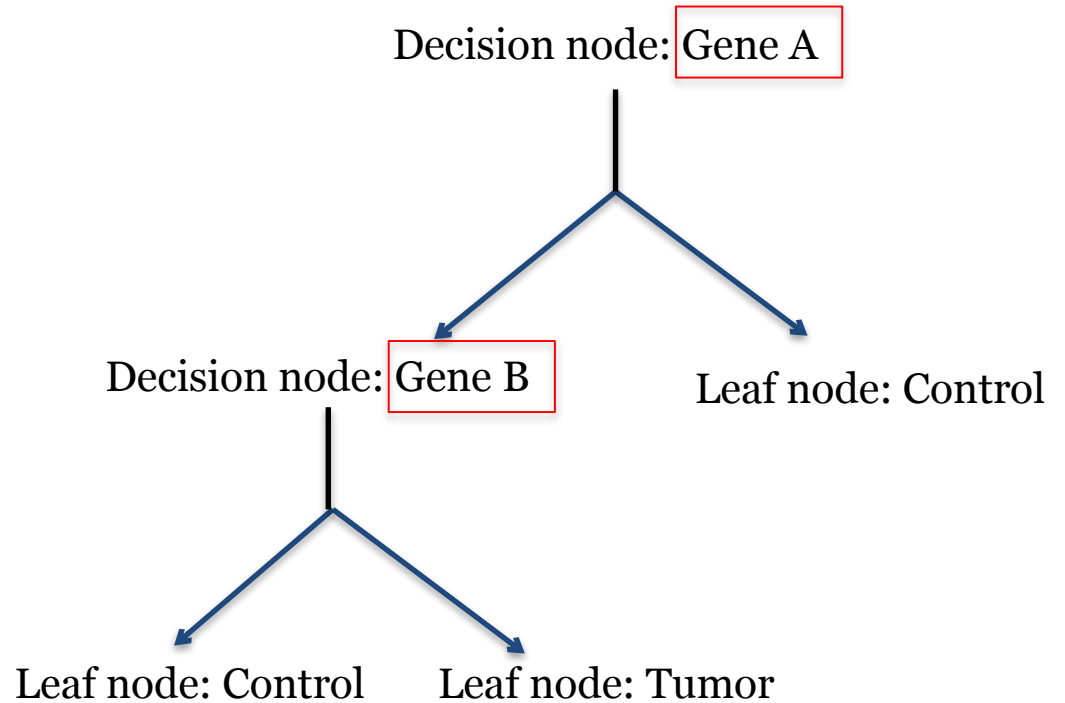 Decision node: Gene A
Decision node: Gene B
Leaf node: Control
Leaf node: Control
Leaf node: Tumor